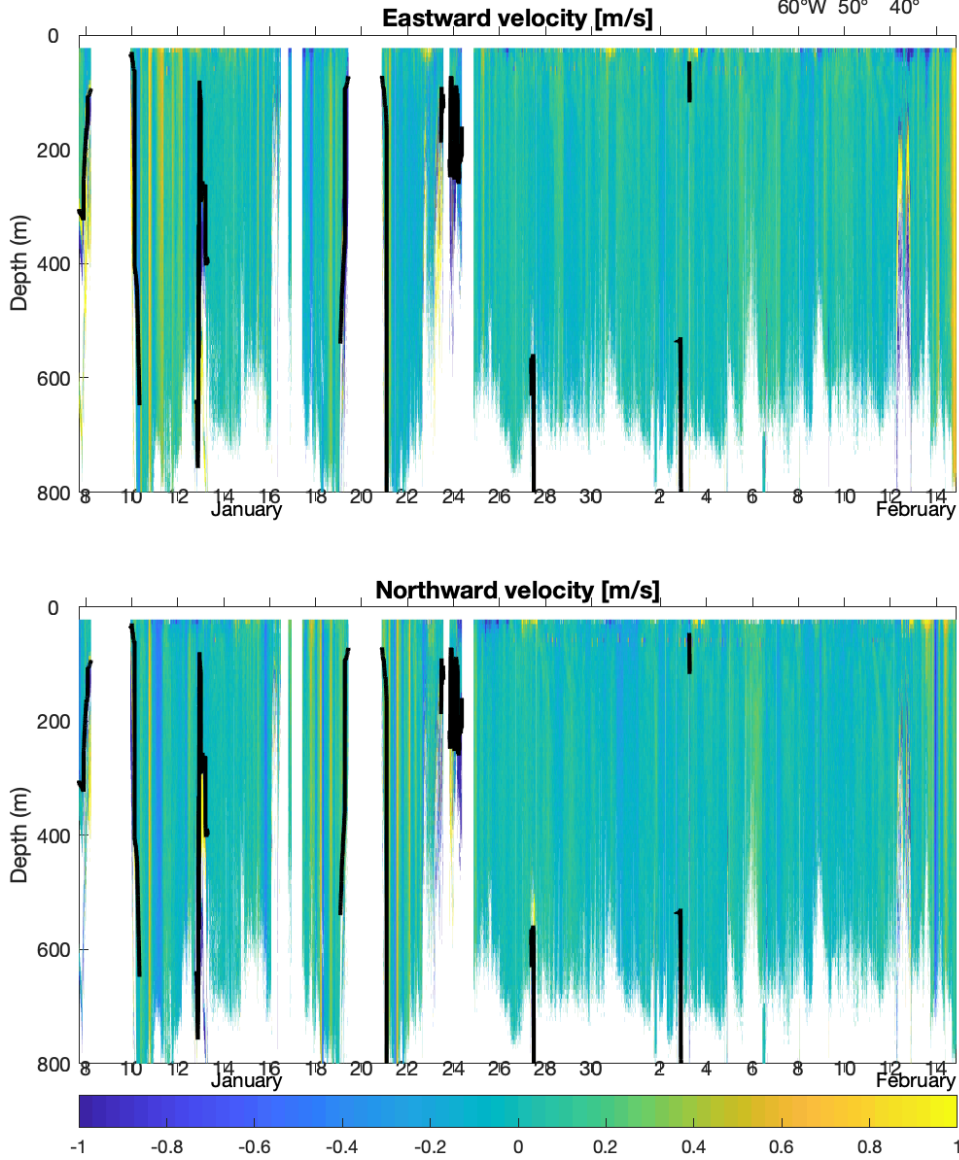 60°W 50° 40°
Eastward velocity [m/s]
0
200
400
600
800
Depth (m)
8 10 12 14 16 18 20 22 24 26 28 30 2 4 6 8 10 12 14
January February
Northward velocity [m/s]
0
200
400
600
800
Depth (m)
8 10 12 14 16 18 20 22 24 26 28 30 2 4 6 8 10 12 14
January February
-1 -0.8 -0.6 -0.4 -0.2 0 0.2 0.4 0.6 0.8 1